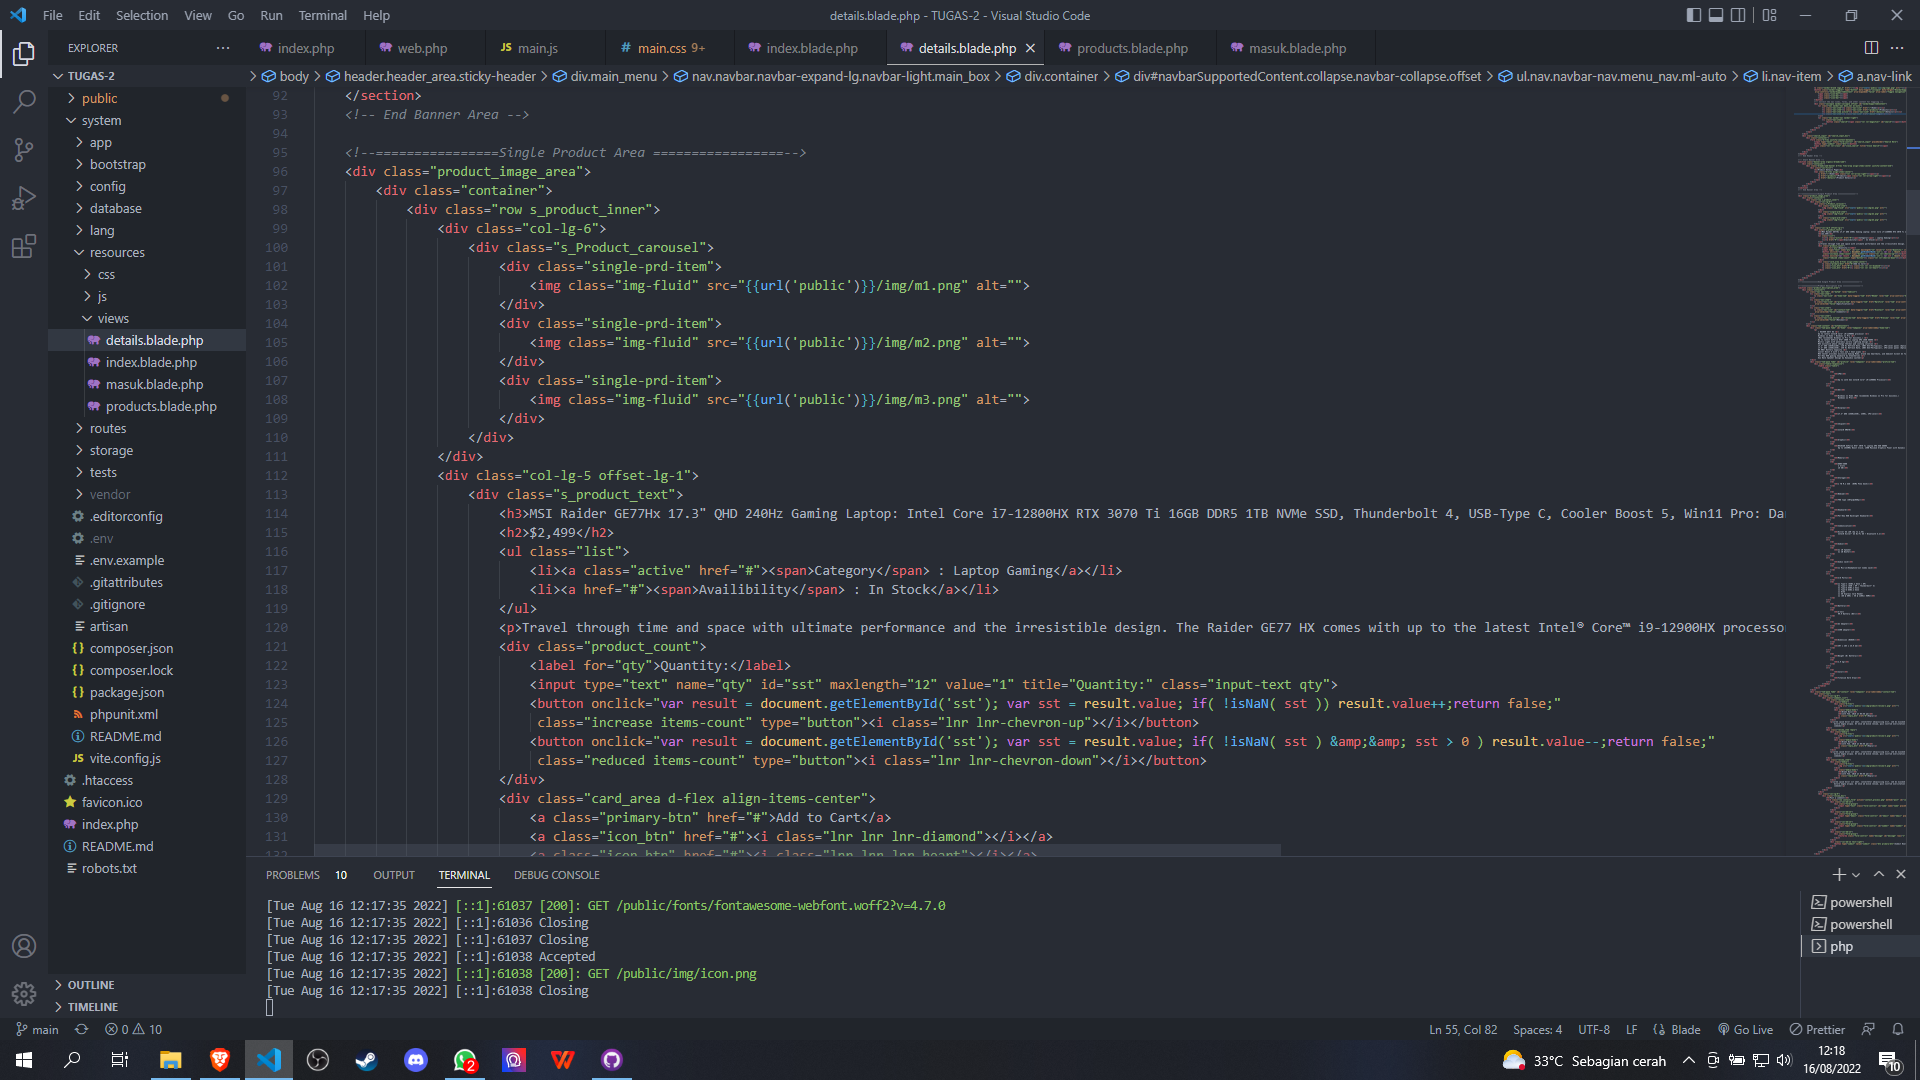 File Edit Selection View Go Run Terminal Help
details.blade.php - TUGAS-2 - Visual Studio Code
EXPLORER
index.php
web.php
main.js
main.css 9+
index.blade.php
details.blade.php
products.blade.php
masuk.blade.php
body > header.header_area.sticky-header > div.main_menu > nav.navbar.navbar-expand-lg.navbar-light.main_box > div.container > div#navbarSupportedContent.collapse.navbar-collapse.offset > ul.nav.navbar-nav.menu_nav.ml-auto > li.nav-item > a.nav-link
TUGAS-2
public
system
app
bootstrap
config
database
lang
resources
css
js
views
details.blade.php
index.blade.php
masuk.blade.php
products.blade.php
routes
storage
tests
vendor
.editorconfig
.env
.env.example
.gitattributes
.gitignore
artisan
composer.json
composer.lock
package.json
phpunit.xml
README.md
vite.config.js
.htaccess
favicon.ico
index.php
README.md
robots.txt
OUTLINE
TIMELINE
92 </section>
93 <!-- End Banner Area -->
94
95 <!--================Single Product Area =================-->
96 <div class="product_image_area">
97 <div class="container">
98 <div class="row s_product_inner">
99 <div class="col-lg-6">
100 <div class="s_Product_carousel">
101 <div class="single-prd-item">
102 <img class="img-fluid" src="{{url('public')}}/img/m1.png" alt="">
103 </div>
104 <div class="single-prd-item">
105 <img class="img-fluid" src="{{url('public')}}/img/m2.png" alt="">
106 </div>
107 <div class="single-prd-item">
108 <img class="img-fluid" src="{{url('public')}}/img/m3.png" alt="">
109 </div>
110 </div>
111 </div>
112 <div class="col-lg-5 offset-lg-1">
113 <div class="s_product_text">
114 <h3>MSI Raider GE77Hx 17.3" QHD 240Hz Gaming Laptop: Intel Core i7-12800HX RTX 3070 Ti 16GB DDR5 1TB NVMe SSD, Thunderbolt 4, USB-Type C, Cooler Boost 5, Win11 Pro: Da
115 <h2>$2,499</h2>
116 <ul class="list">
117 <li><a class="active" href="#"><span>Category</span> : Laptop Gaming</a></li>
118 <li><a href="#"><span>Availibility</span> : In Stock</a></li>
119 </ul>
120 <p>Travel through time and space with ultimate performance and the irresistible design. The Raider GE77 HX comes with up to the latest Intel® Core™ i9-12900HX processo
121 <div class="product_count">
122 <label for="qty">Quantity:</label>
123 <input type="text" name="qty" id="sst" maxlength="12" value="1" title="Quantity:" class="input-text qty">
124 <button onclick="var result = document.getElementById('sst'); var sst = result.value; if( !isNaN( sst )) result.value++;return false;"
125 class="increase items-count" type="button"><i class="lnr lnr-chevron-up"></i></button>
126 <button onclick="var result = document.getElementById('sst'); var sst = result.value; if( !isNaN( sst ) &amp;&amp; sst > 0 ) result.value--;return false;"
127 class="reduced items-count" type="button"><i class="lnr lnr-chevron-down"></i></button>
128 </div>
129 <div class="card_area d-flex align-items-center">
130 <a class="primary-btn" href="#">Add to Cart</a>
131 <a class="icon_btn" href="#"><i class="lnr lnr lnr-diamond"></i></a>
132 <a class="icon_btn" href="#"><i class="lnr lnr lnr-heart"></i></a>
PROBLEMS 10 OUTPUT TERMINAL DEBUG CONSOLE
[Tue Aug 16 12:17:35 2022] [::1]:61037 [200]: GET /public/fonts/fontawesome-webfont.woff2?v=4.7.0
[Tue Aug 16 12:17:35 2022] [::1]:61036 Closing
[Tue Aug 16 12:17:35 2022] [::1]:61037 Closing
[Tue Aug 16 12:17:35 2022] [::1]:61038 Accepted
[Tue Aug 16 12:17:35 2022] [::1]:61038 [200]: GET /public/img/icon.png
[Tue Aug 16 12:17:35 2022] [::1]:61038 Closing
powershell
powershell
php
main 0 10
Ln 55, Col 82 Spaces: 4 UTF-8 LF Blade Go Live Prettier
2
33°C Sebagian cerah
12:18
16/08/2022
10